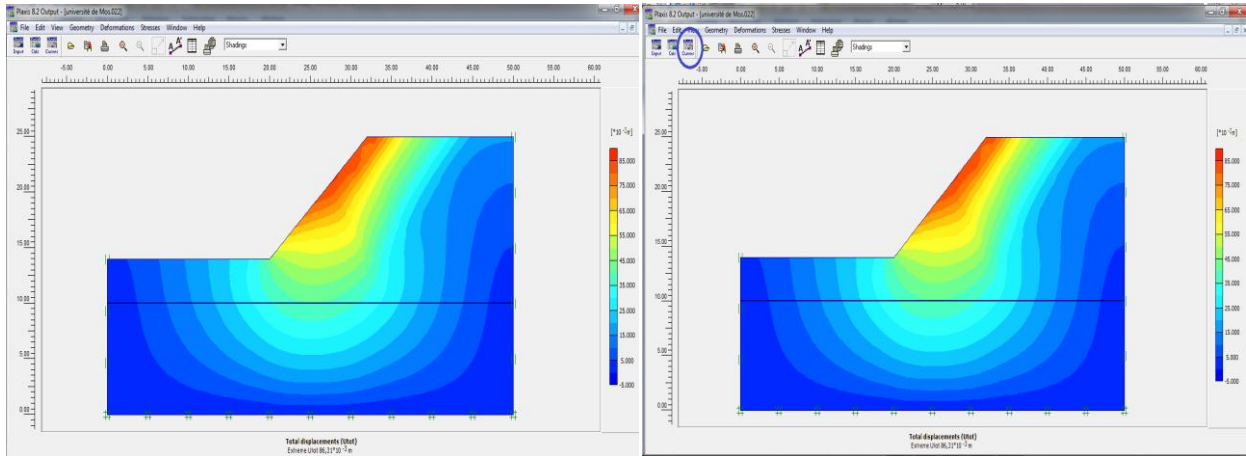 Plaxis 8.2 Output - [université de Mos.022]
File Edit View Geometry Deformations Stresses Window Help
Input Calc Curves
Shadings
-5.00 0.00 5.00 10.00 15.00 20.00 25.00 30.00 35.00 40.00 45.00 50.00 55.00 60.00
25.00
20.00
15.00
10.00
5.00
0.00
[*10 -3 m]
85.000
75.000
65.000
55.000
45.000
35.000
25.000
15.000
5.000
-5.000
Total displacements (Utot)
Extreme Utot 86,21*10 -3 m
Plaxis 8.2 Output - [université de Mos.022]
File Edit View Geometry Deformations Stresses Window Help
Input Calc Curves
Shadings
-5.00 0.00 5.00 10.00 15.00 20.00 25.00 30.00 35.00 40.00 45.00 50.00 55.00 60.00
25.00
20.00
15.00
10.00
5.00
0.00
[*10 -3 m]
85.000
75.000
65.000
55.000
45.000
35.000
25.000
15.000
5.000
-5.000
Total displacements (Utot)
Extreme Utot 86,21*10 -3 m